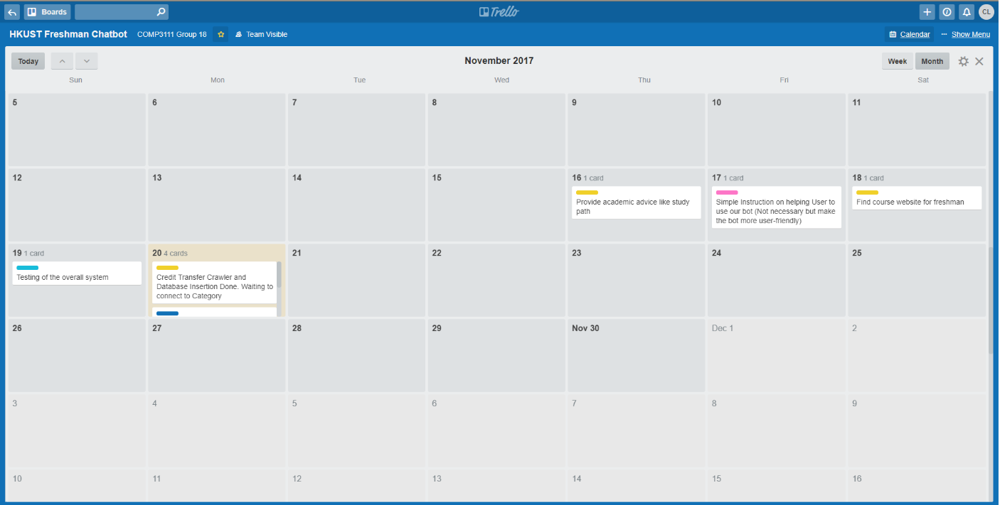 Boards
Trello
CL
HKUST Freshman Chatbot COMP3111 Group 18 Team Visible Calendar ··· Show Menu
Today November 2017 Week Month
Sun Mon Tue Wed Thu Fri Sat
5 6 7 8 9 10 11
12 13 14 15 16 1 card 17 1 card 18 1 card
Provide academic advice like study
path
Simple Instruction on helping User to
use our bot (Not necessary but make
the bot more user-friendly)
Find course website for freshman
19 1 card 20 4 cards 21 22 23 24 25
Testing of the overall system
Credit Transfer Crawler and
Database Insertion Done. Waiting to
connect to Category
26 27 28 29 Nov 30 Dec 1 2
3 4 5 6 7 8 9
10 11 12 13 14 15 16